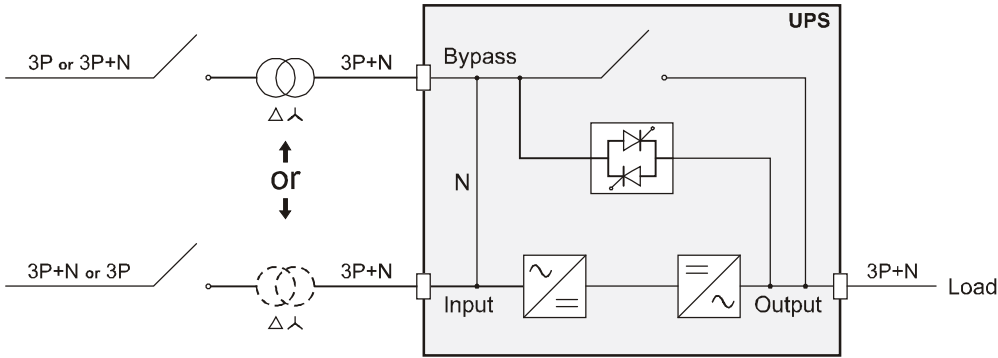 UPS
3P or 3P+N
3P+N
Bypass
or
N
3P+N or 3P
3P+N
Input
Output
3P+N
Load